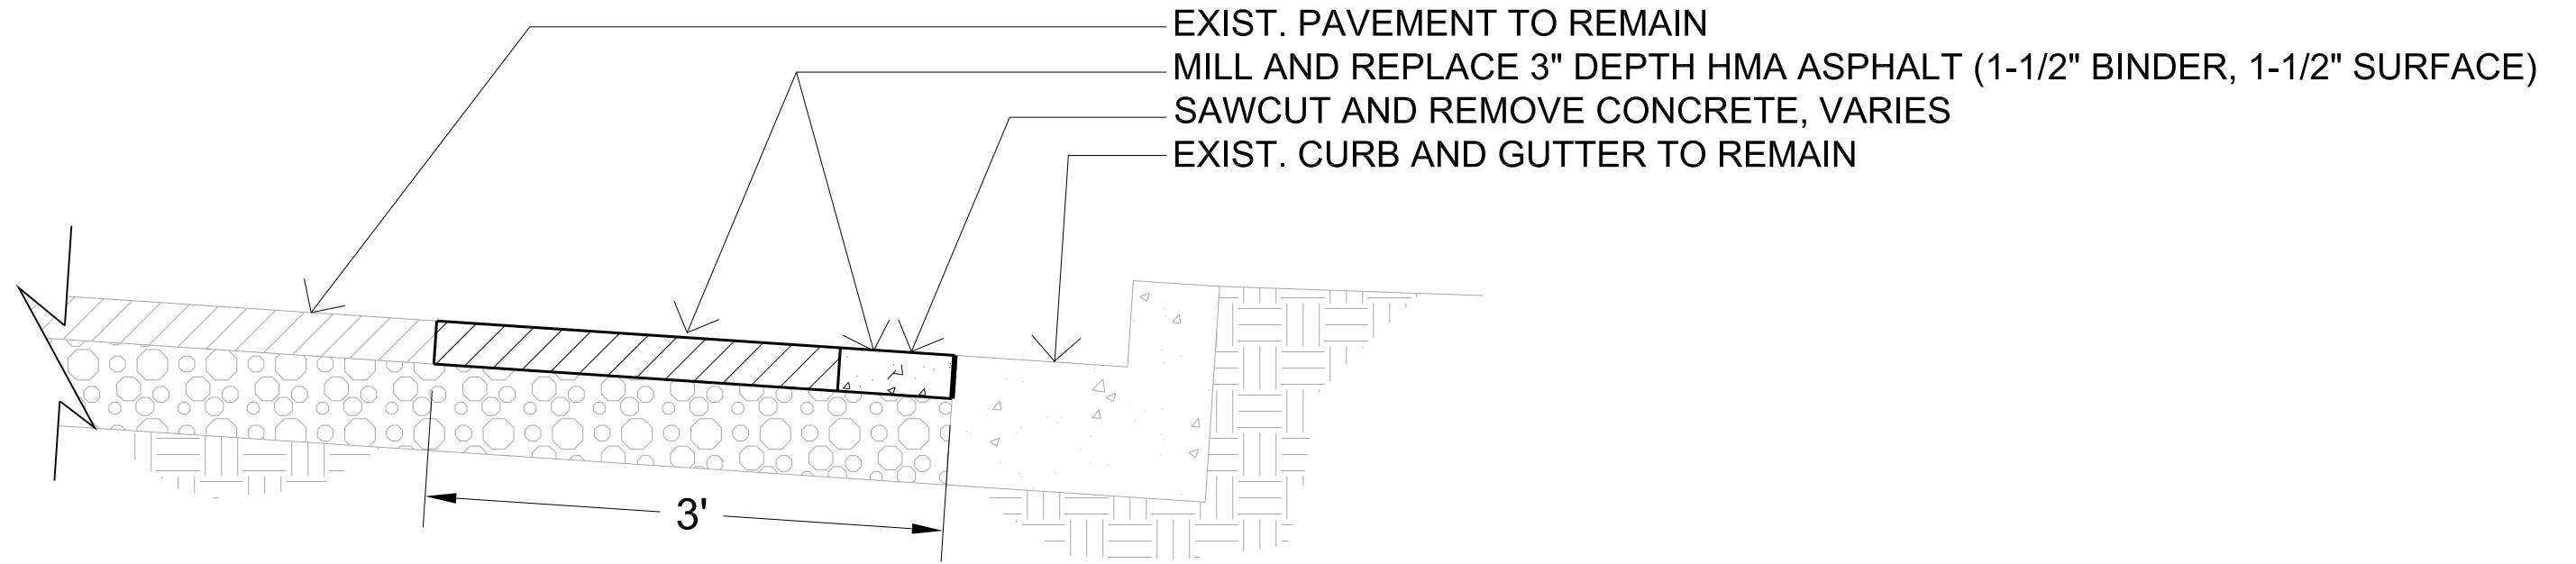 EXIST. PAVEMENT TO REMAIN
MILL AND REPLACE 3" DEPTH HMA ASPHALT (1-1/2" BINDER, 1-1/2" SURFACE)
SAWCUT AND REMOVE CONCRETE, VARIES
EXIST. CURB AND GUTTER TO REMAIN
3'